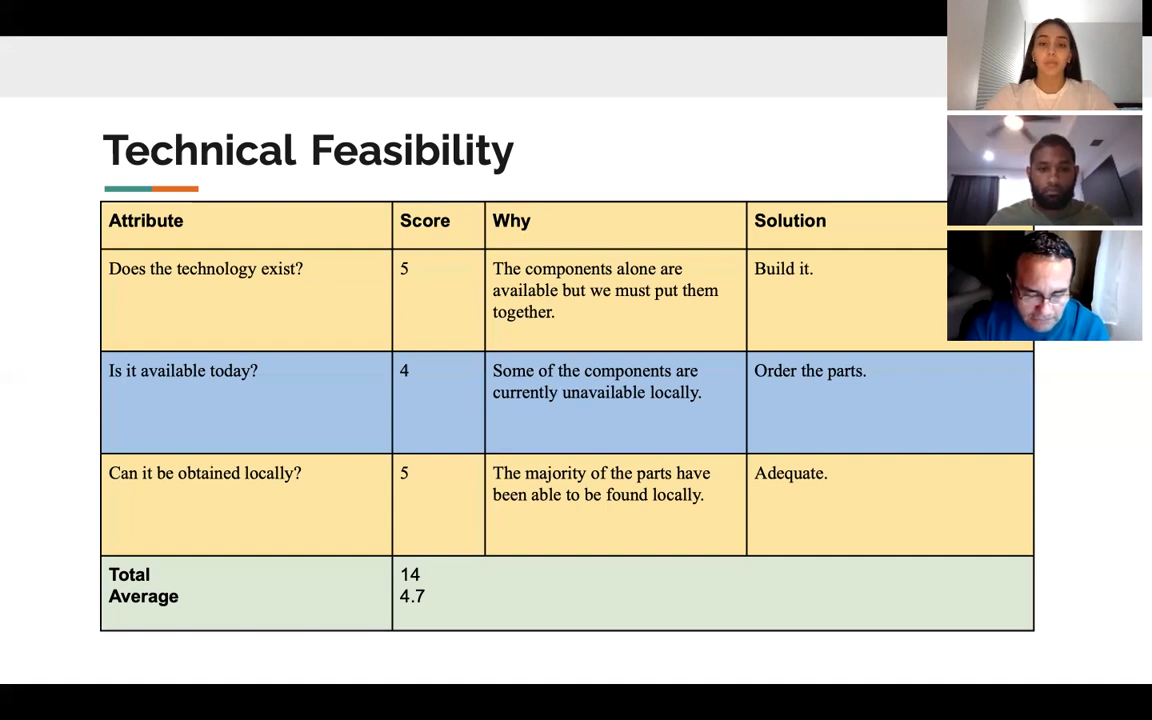 Technical Feasibility
Attribute
Score
Why
Solution
Does the technology exist?
5
The components alone are
available but we must put them
together.
Build it.
Is it available today?
4
Some of the components are
currently unavailable locally.
Order the parts.
Can it be obtained locally?
5
The majority of the parts have
been able to be found locally.
Adequate.
Total
14
Average
4.7